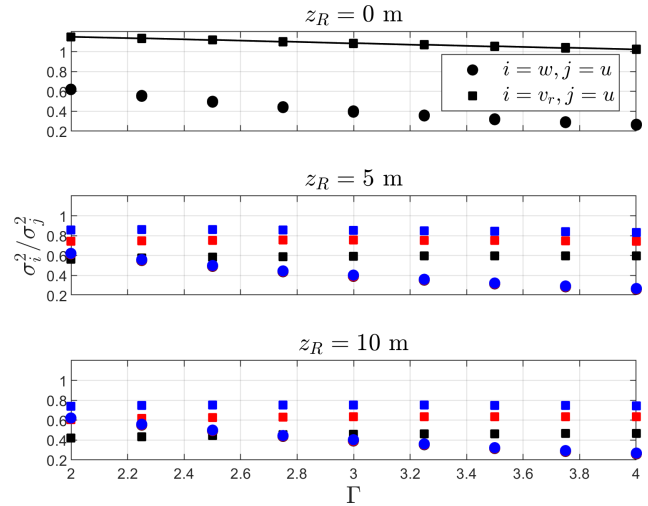 z_R = 0 m
1
0.8
0.6
0.4
0.2
i = w, j = u
i = v_r, j = u
z_R = 5 m
1
0.8
0.6
0.4
0.2
σ_i^2/σ_j^2
z_R = 10 m
1
0.8
0.6
0.4
0.2
2 2.2 2.4 2.6 2.8 3 3.2 3.4 3.6 3.8 4
Γ